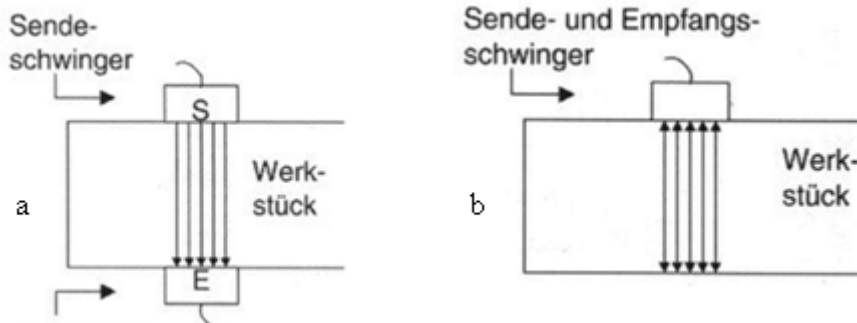 Sende-
schwinger
S
Werk-
stück
a
E
Sende- und Empfangs-
schwinger
Werk-
stück
b